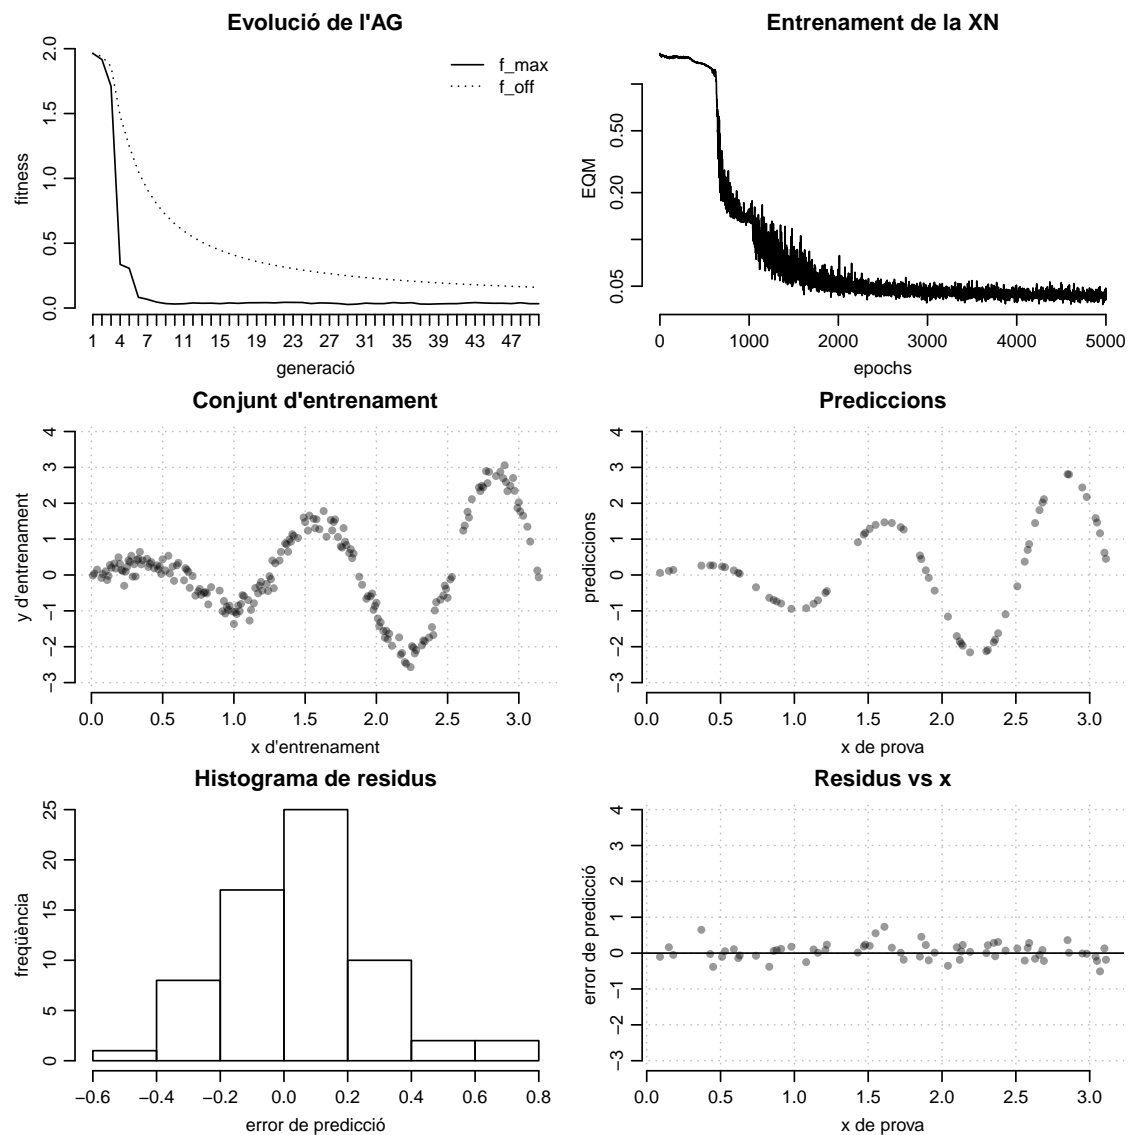 Evolució de l'AG
2.0
1.5
1.0
0.5
0.0
fitness
f_max
f_off
1 4 7 11 15 19 23 27 31 35 39 43 47
generació
Entrenament de la XN
0.50
0.20
0.05
EQM
0 1000 2000 3000 4000 5000
epochs
Conjunt d'entrenament
4
3
2
1
0
−1
−2
−3
y d'entrenament
0.0 0.5 1.0 1.5 2.0 2.5 3.0
x d'entrenament
Prediccions
4
3
2
1
0
−1
−2
−3
prediccions
0.0 0.5 1.0 1.5 2.0 2.5 3.0
x de prova
Histograma de residus
25
20
15
10
5
0
freqüència
−0.6 −0.4 −0.2 0.0 0.2 0.4 0.6 0.8
error de predicció
Residus vs x
4
3
2
1
0
−1
−2
−3
error de predicció
0.0 0.5 1.0 1.5 2.0 2.5 3.0
x de prova